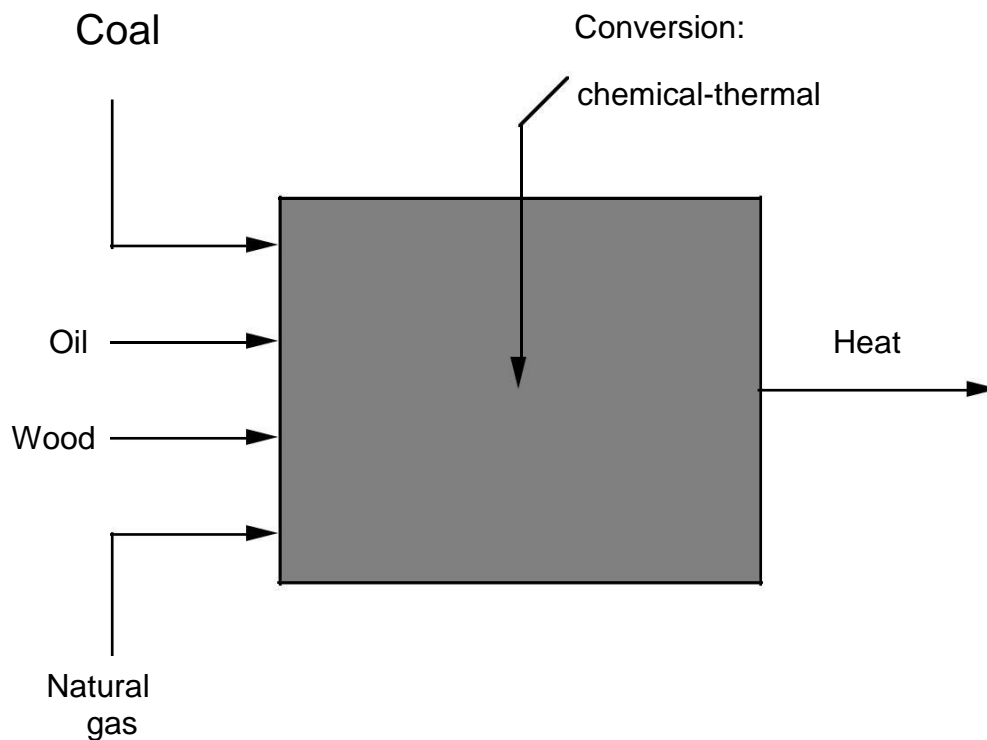 Coal
Conversion:
chemical-thermal
Oil
Heat
Wood
Natural
gas